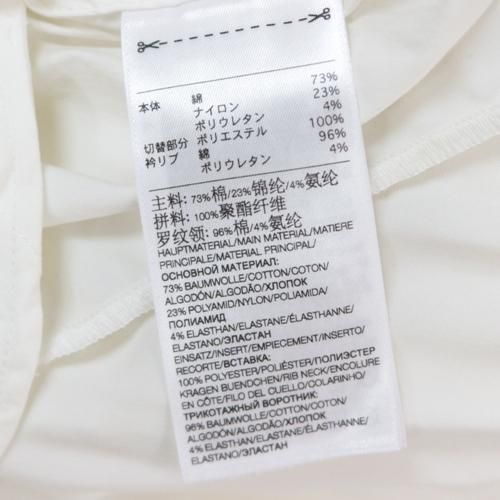 本体 綿 73%
ナイロン 23%
ポリウレタン 4%
切替部分 ポリエステル 100%
衿リブ 綿 96%
ポリウレタン 4%
主料: 73%棉/23%锦纶/4%氨纶
拼料: 100%聚酯纤维
罗纹领: 96%棉/4%氨纶
HAUPTMATERIAL/MAIN MATERIAL/MATIERE
PRINCIPALE/MATERIAL PRINCIPAL/
ОСНОВНОЙ МАТЕРИАЛ:
73% BAUMWOLLE/COTTON/COTON/
ALGODÓN/ALGODÃO/ХЛОПОК
23% POLYAMID/NYLON/POLIAMIDA/
ПОЛИАМИД
4% ELASTHAN/ELASTANE/ÉLASTHANNE/
ELASTANO/ЭЛАСТАН
EINSATZ/INSERT/EMPIECEMENT/INSERTO/
RECORTE/ВСТАВКА:
100% POLYESTER/POLIÉSTER/ПОЛИЭСТЕР
KRAGEN BUENDCHEN/RIB NECK/ENCOLURE
EN CÔTE/FILO DEL CUELLO/COLARINHO/
ТРИКОТАЖНЫЙ ВОРОТНИК:
96% BAUMWOLLE/COTTON/COTON/
ALGODÓN/ALGODÃO/ХЛОПОК
4% ELASTHAN/ELASTANE/ÉLASTHANNE/
ELASTANO/ЭЛАСТАН